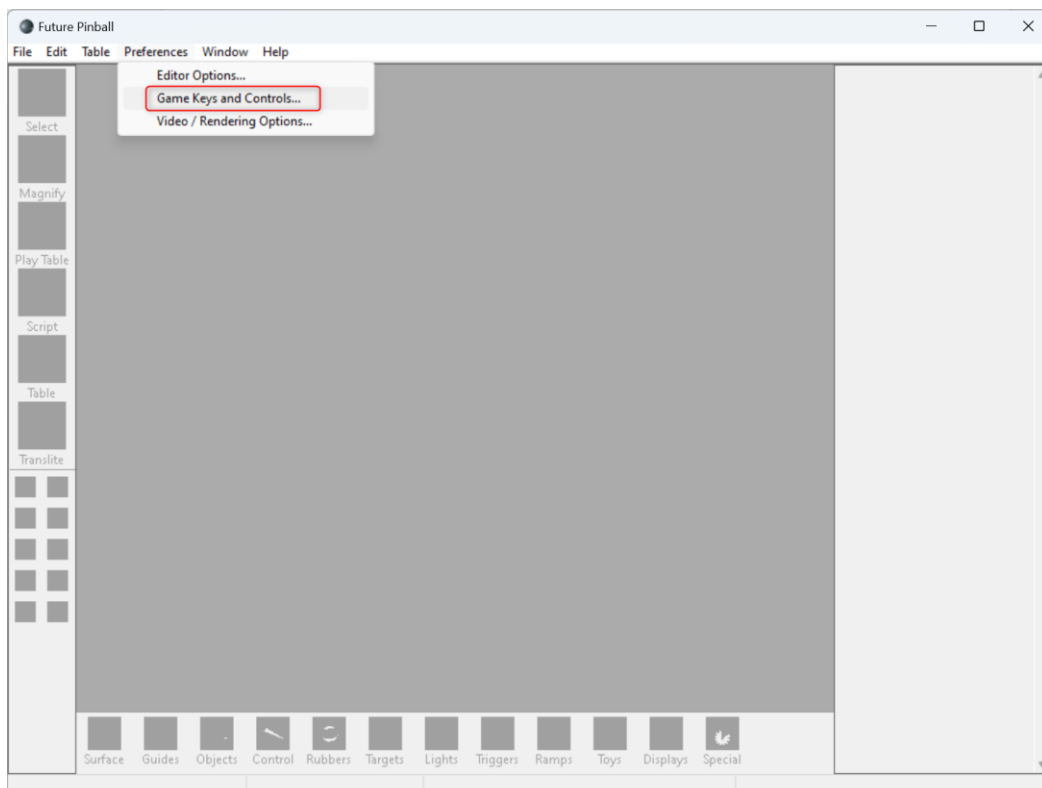 Future Pinball
File Edit Table Preferences Window Help
Editor Options...
Game Keys and Controls...
Video / Rendering Options...
Select
Magnify
Play Table
Script
Table
Translite
Surface Guides Objects Control Rubbers Targets Lights Triggers Ramps Toys Displays Special